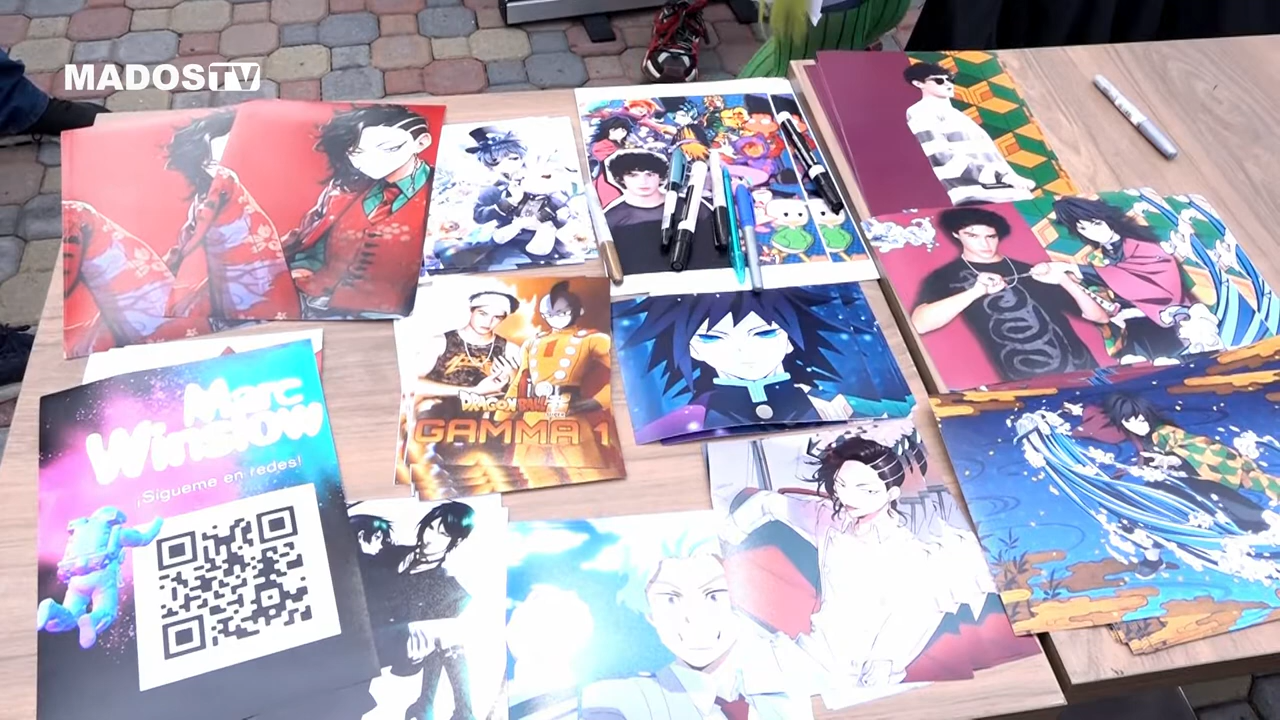 MADOSTV
DRAGON BALL
GAMMA 1
Marc
Winslow
¡Sígueme en redes!